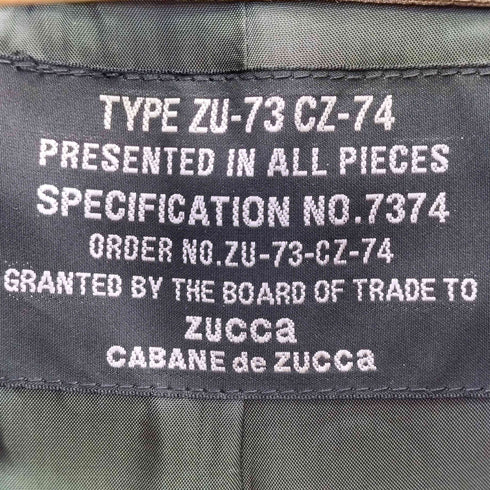 TYPE ZU-73 CZ-74
PRESENTED IN ALL PIECES
SPECIFICATION NO.7374
ORDER NO.ZU-73-CZ-74
GRANTED BY THE BOARD OF TRADE TO
ZUCCa
CABANE de ZUCCa